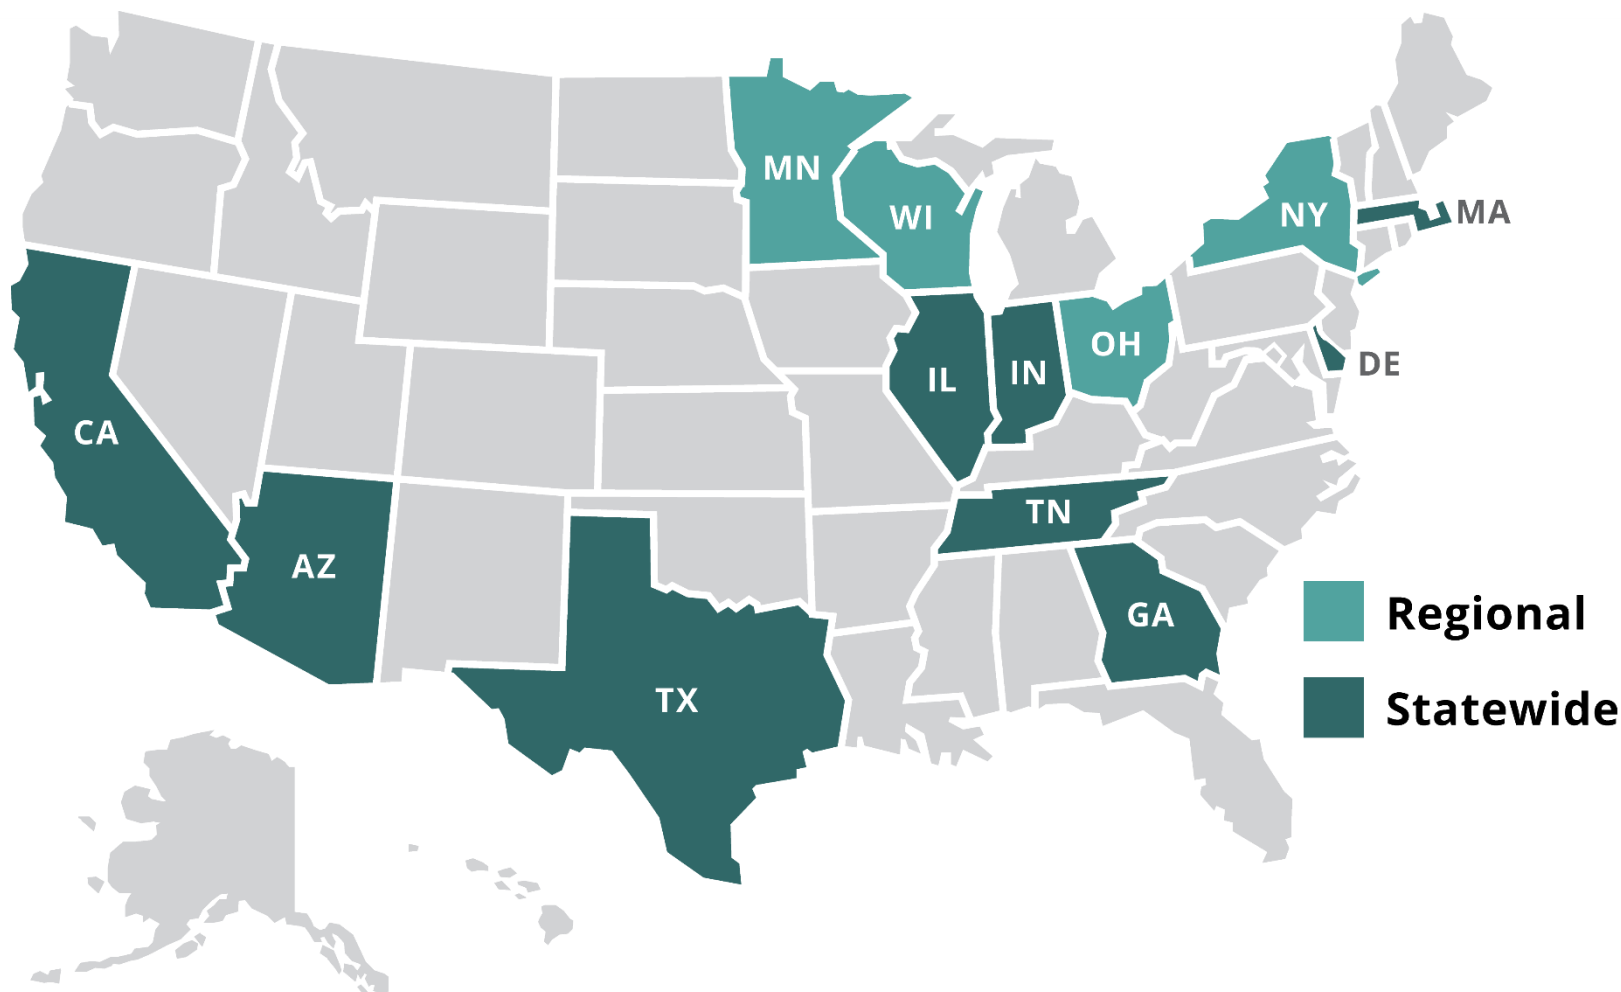 MN
WI
NY
MA
OH
DE
IL
IN
CA
TN
AZ
GA
TX
Regional
Statewide